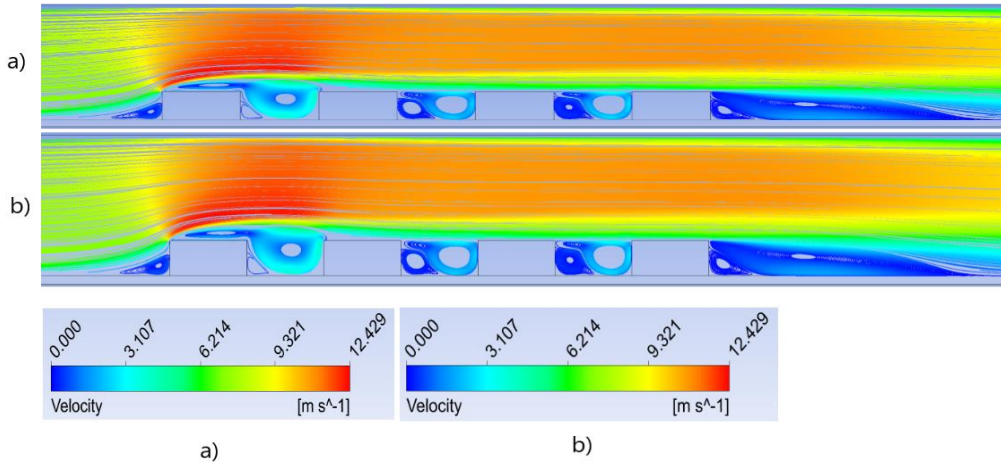 a)
b)
0.000 3.107 6.214 9.321 12.429
Velocity [m s^-1]
0.000 3.107 6.214 9.321 12.429
Velocity [m s^-1]
a) b)